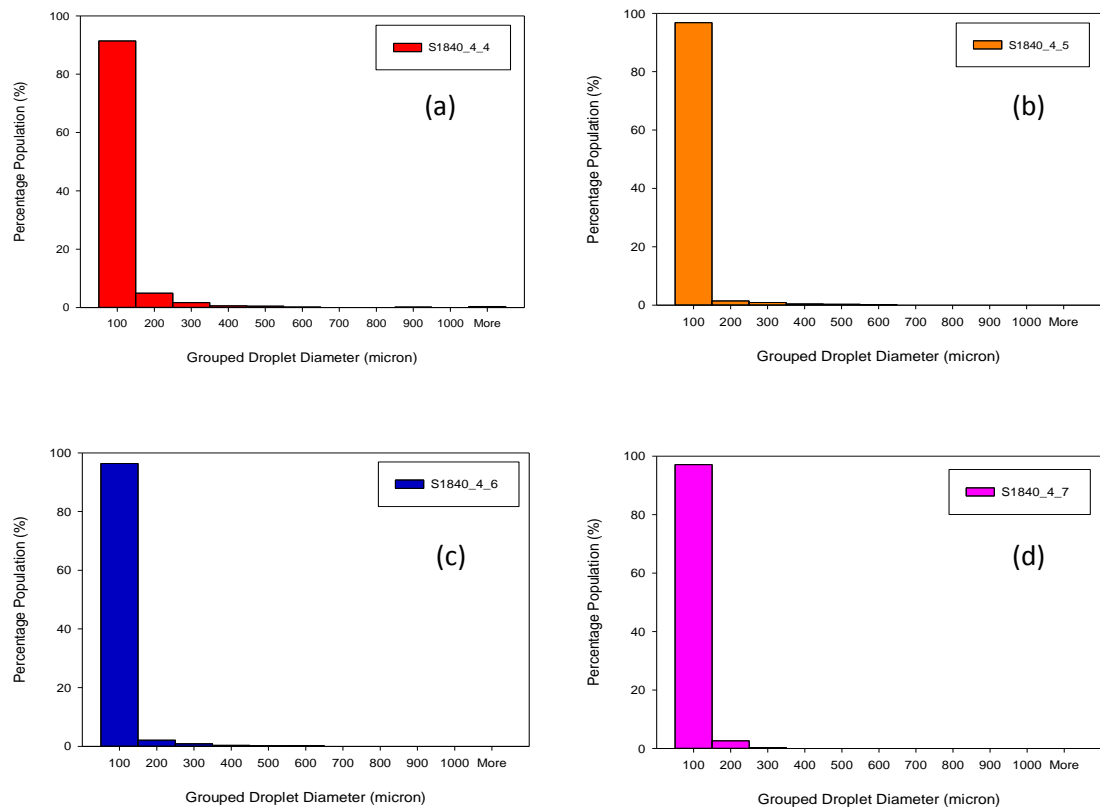 100
80
60
40
20
0
Percentage Population (%)
S1840_4_4
(a)
100 200 300 400 500 600 700 800 900 1000 More
Grouped Droplet Diameter (micron)
100
80
60
40
20
0
Percentage Population (%)
S1840_4_5
(b)
100 200 300 400 500 600 700 800 900 1000 More
Grouped Droplet Diameter (micron)
100
80
60
40
20
0
Percentage Population (%)
S1840_4_6
(c)
100 200 300 400 500 600 700 800 900 1000 More
Grouped Droplet Diameter (micron)
100
80
60
40
20
0
Percentage Population (%)
S1840_4_7
(d)
100 200 300 400 500 600 700 800 900 1000 More
Grouped Droplet Diameter (micron)